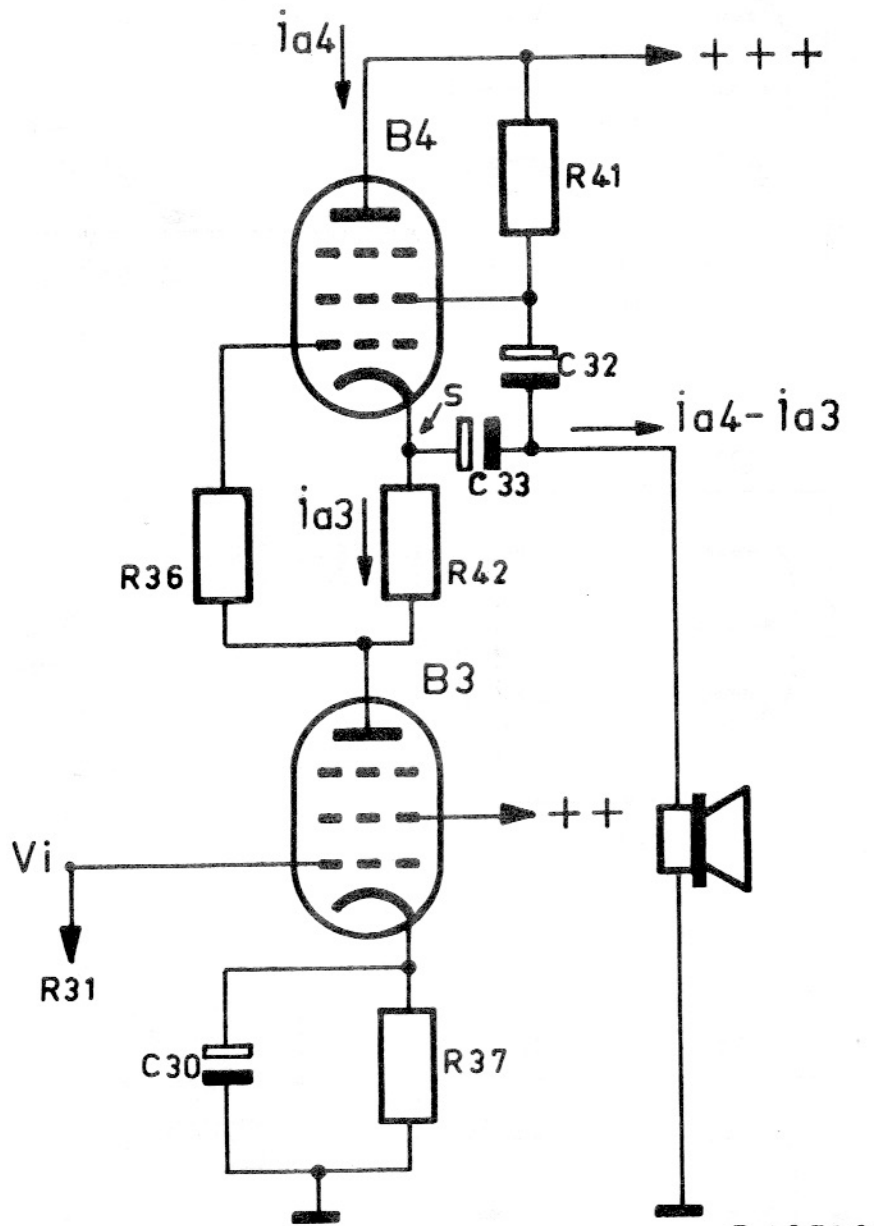 ia4
+ + +
B4
R41
C32
S
ia4-ia3
C33
ia3
R36
R42
B3
++
Vi
R31
C30
R37